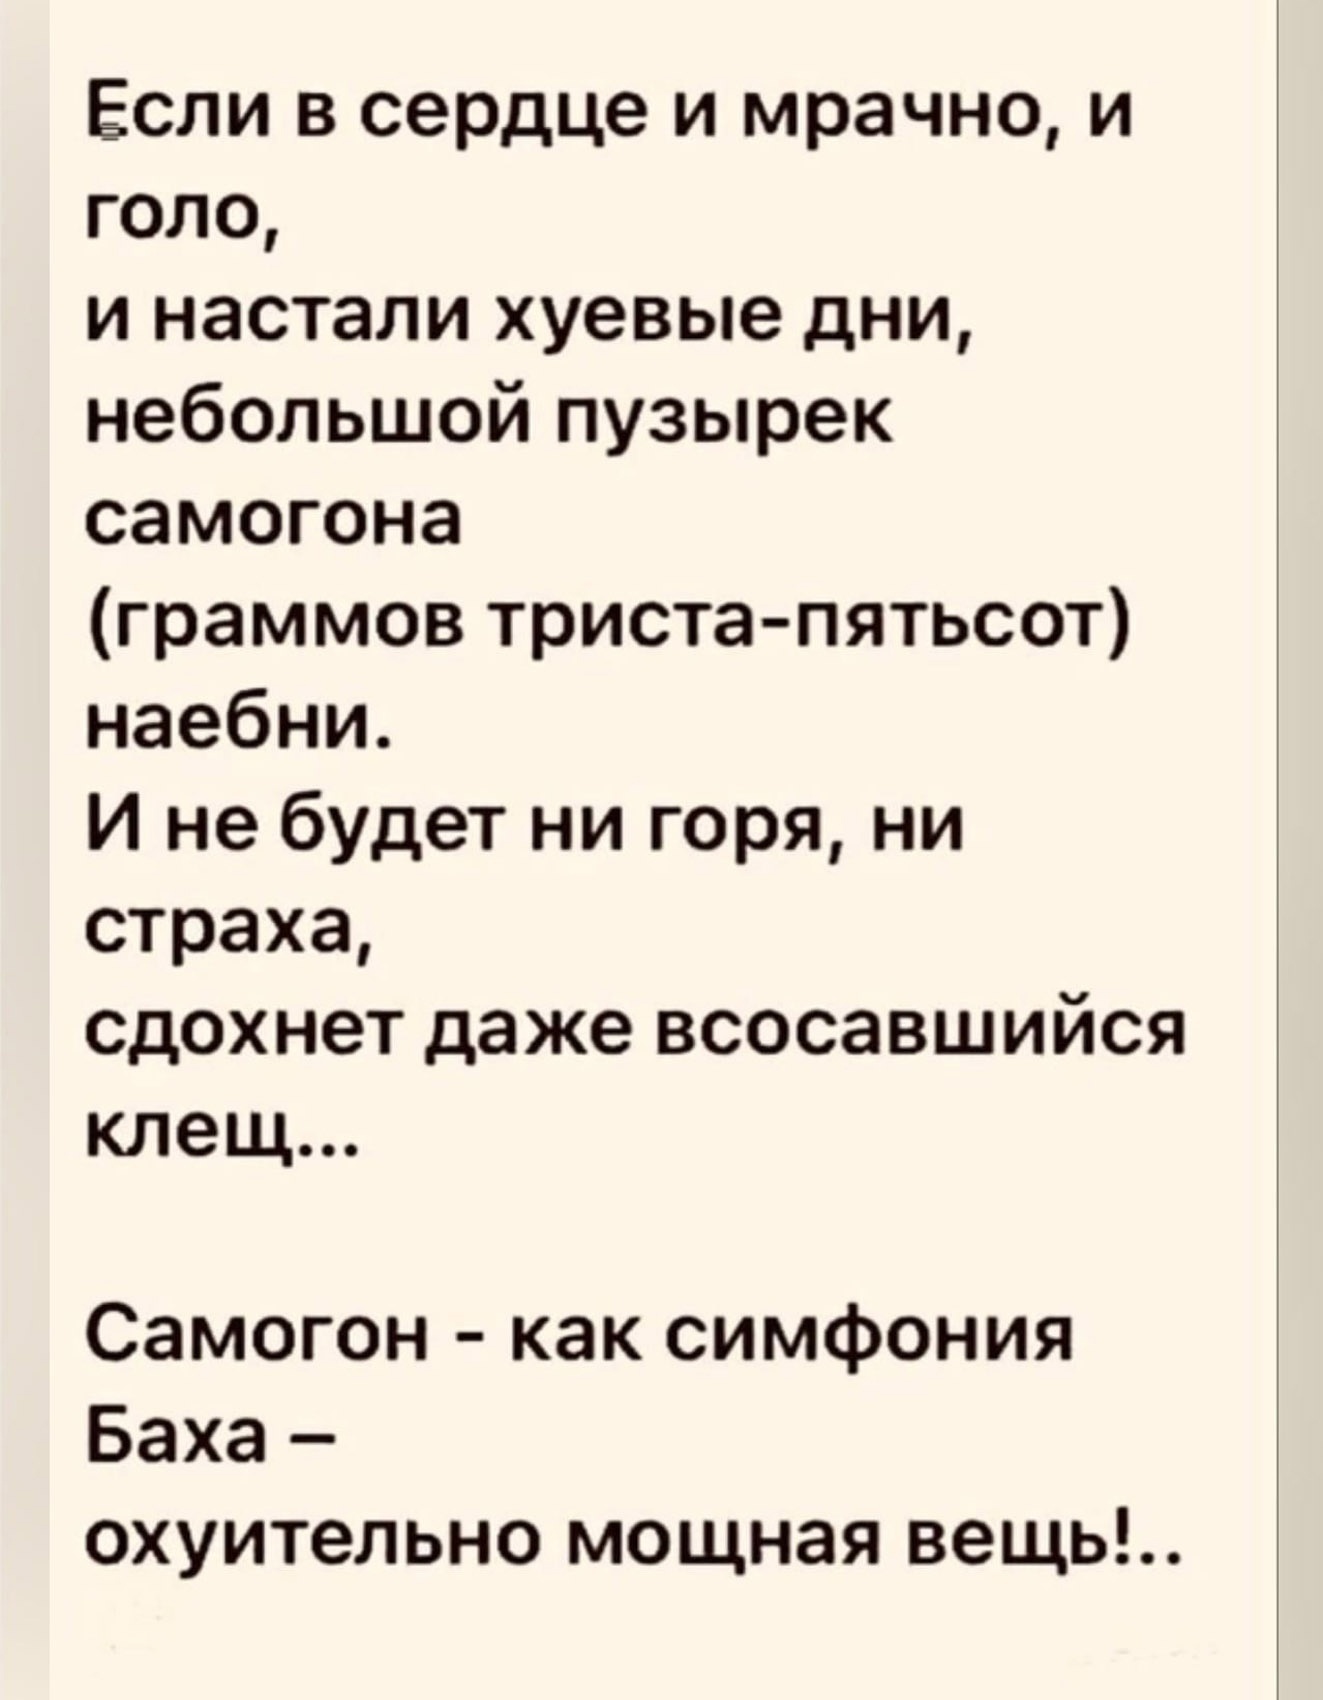 Если в сердце и мрачно, и
голо,
и настали хуевые дни,
небольшой пузырек
самогона
(граммов триста-пятьсот)
наебни.
И не будет ни горя, ни
страха,
сдохнет даже всосавшийся
клещ...
Самогон - как симфония
Баха –
охуительно мощная вещь!..